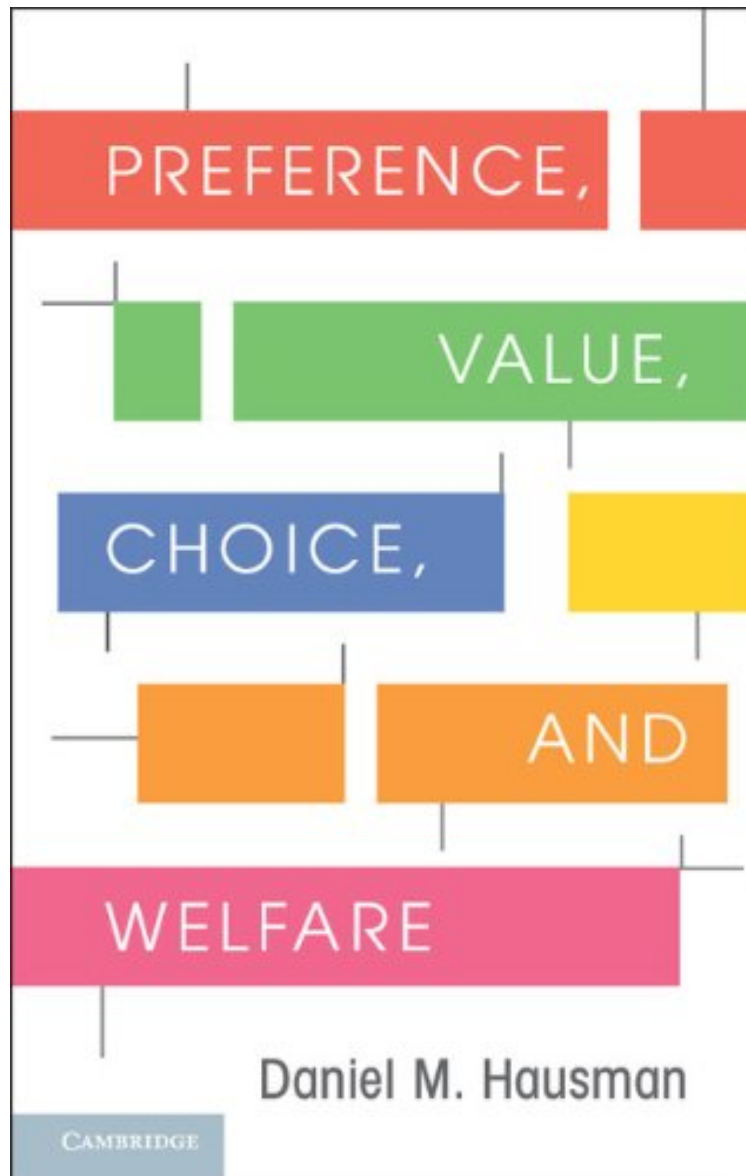 PREFERENCE,
VALUE,
CHOICE,
AND
WELFARE
Daniel M. Hausman
CAMBRIDGE